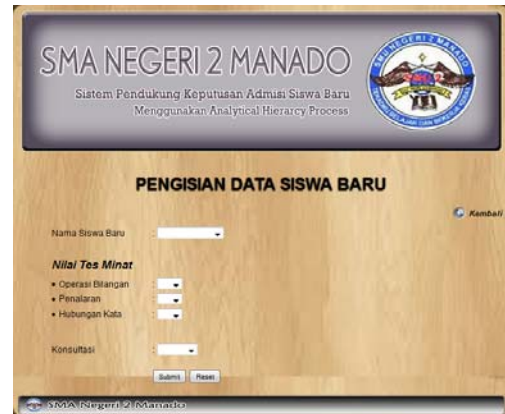 SMA NEGERI 2 MANADO
Sistem Pendukung Keputusan Admisi Siswa Baru
Menggunakan Analytical Hierarcy Process
PENGISIAN DATA SISWA BARU
Kembali
Nama Siswa Baru :
Nilai Tes Minat
• Operasi Bilangan :
• Penalaran :
• Hubungan Kata :
Konsultasi :
Submit Reset
SMA Negeri 2 Manado